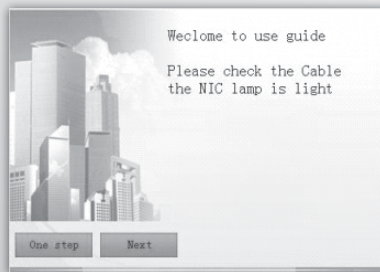 Weclome to use guide
Please check the Cable
the NIC lamp is light
One step
Next